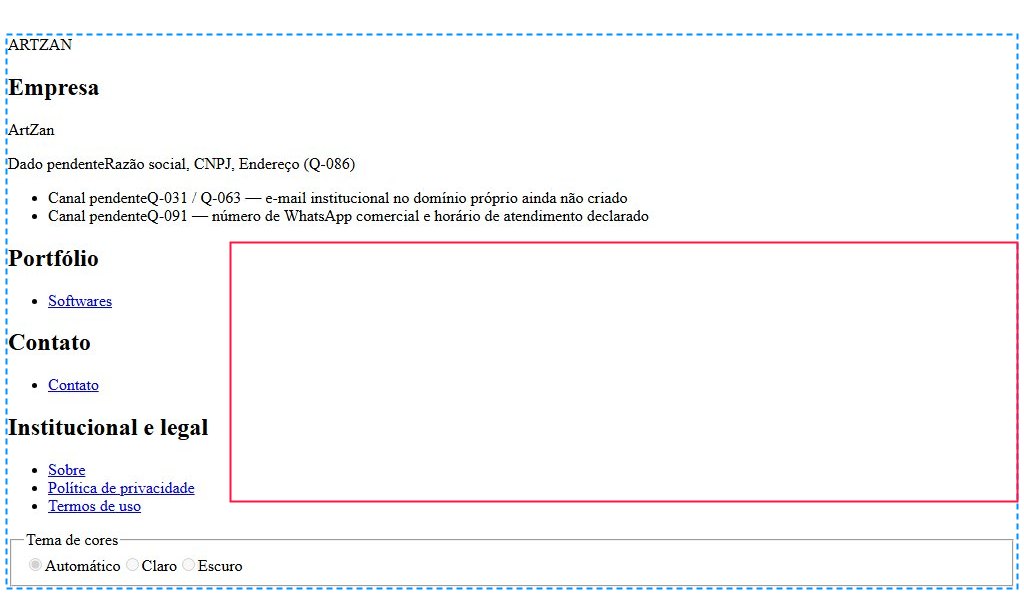 ARTZAN
Empresa
ArtZan
Dado pendenteRazão social, CNPJ, Endereço (Q-086)
Canal pendenteQ-031 / Q-063 — e-mail institucional no domínio próprio ainda não criado
Canal pendenteQ-091 — número de WhatsApp comercial e horário de atendimento declarado
Portfólio
Softwares
Contato
Contato
Institucional e legal
Sobre
Política de privacidade
Termos de uso
Tema de cores
Automático Claro Escuro